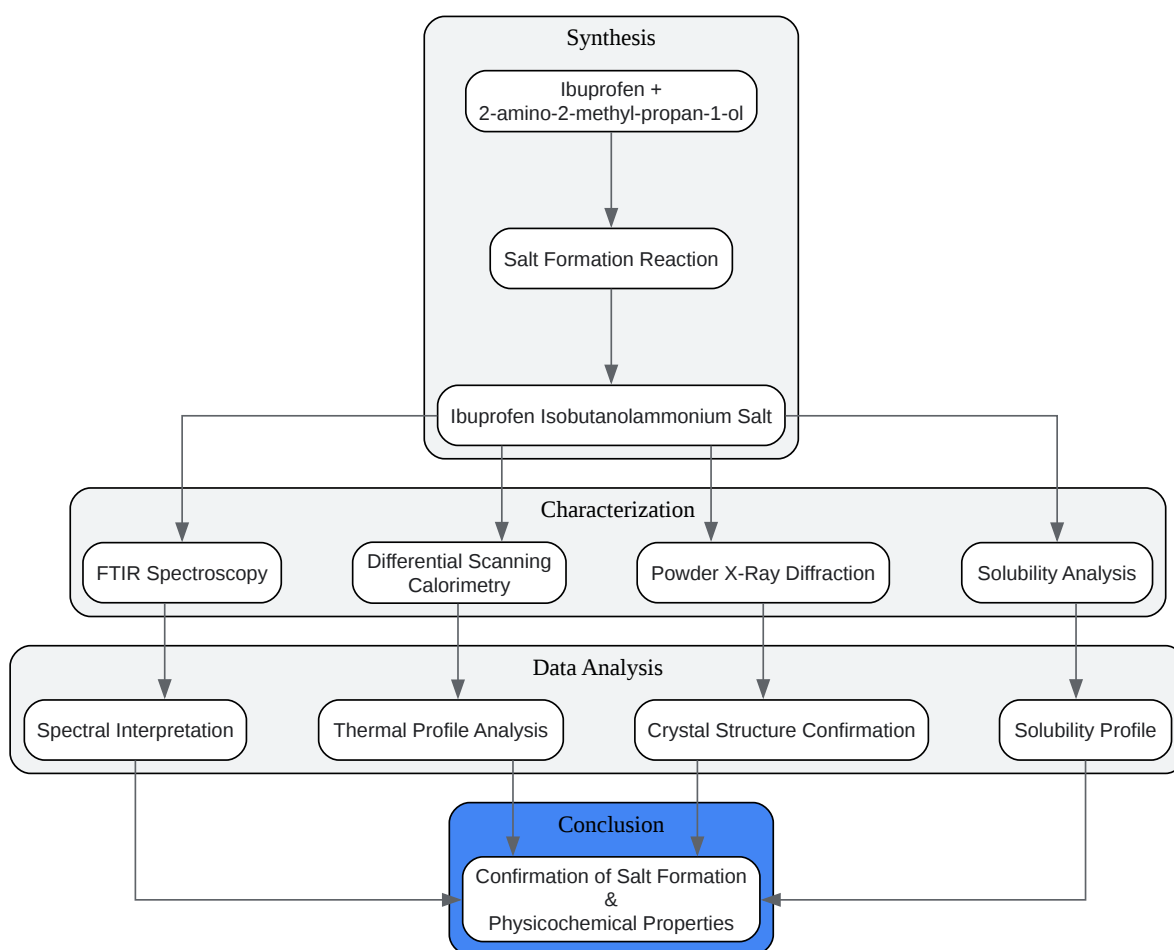 Synthesis
Ibuprofen +
2-amino-2-methyl-propan-1-ol
Salt Formation Reaction
Ibuprofen Isobutanolammonium Salt
Characterization
FTIR Spectroscopy
Differential Scanning
Calorimetry
Powder X-Ray Diffraction
Solubility Analysis
Data Analysis
Spectral Interpretation
Thermal Profile Analysis
Crystal Structure Confirmation
Solubility Profile
Conclusion
Confirmation of Salt Formation
&
Physicochemical Properties